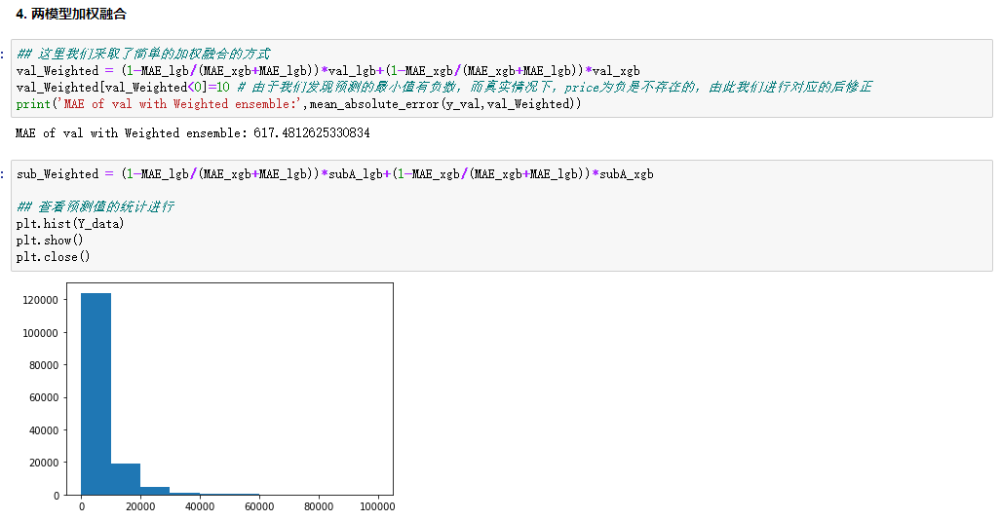 4. 两模型加权融合
:
## 这里我们采取了简单的加权融合的方式
val_Weighted = (1-MAE_lgb/(MAE_xgb+MAE_lgb))*val_lgb+(1-MAE_xgb/(MAE_xgb+MAE_lgb))*val_xgb
val_Weighted[val_Weighted<0]=10 # 由于我们发现预测的最小值有负数，而真实情况下，price为负是不存在的，由此我们进行对应的后修正
print('MAE of val with Weighted ensemble:',mean_absolute_error(y_val,val_Weighted))
MAE of val with Weighted ensemble: 617.4812625330834
:
sub_Weighted = (1-MAE_lgb/(MAE_xgb+MAE_lgb))*subA_lgb+(1-MAE_xgb/(MAE_xgb+MAE_lgb))*subA_xgb
## 查看预测值的统计进行
plt.hist(Y_data)
plt.show()
plt.close()
120000
100000
80000
60000
40000
20000
0
0 20000 40000 60000 80000 100000